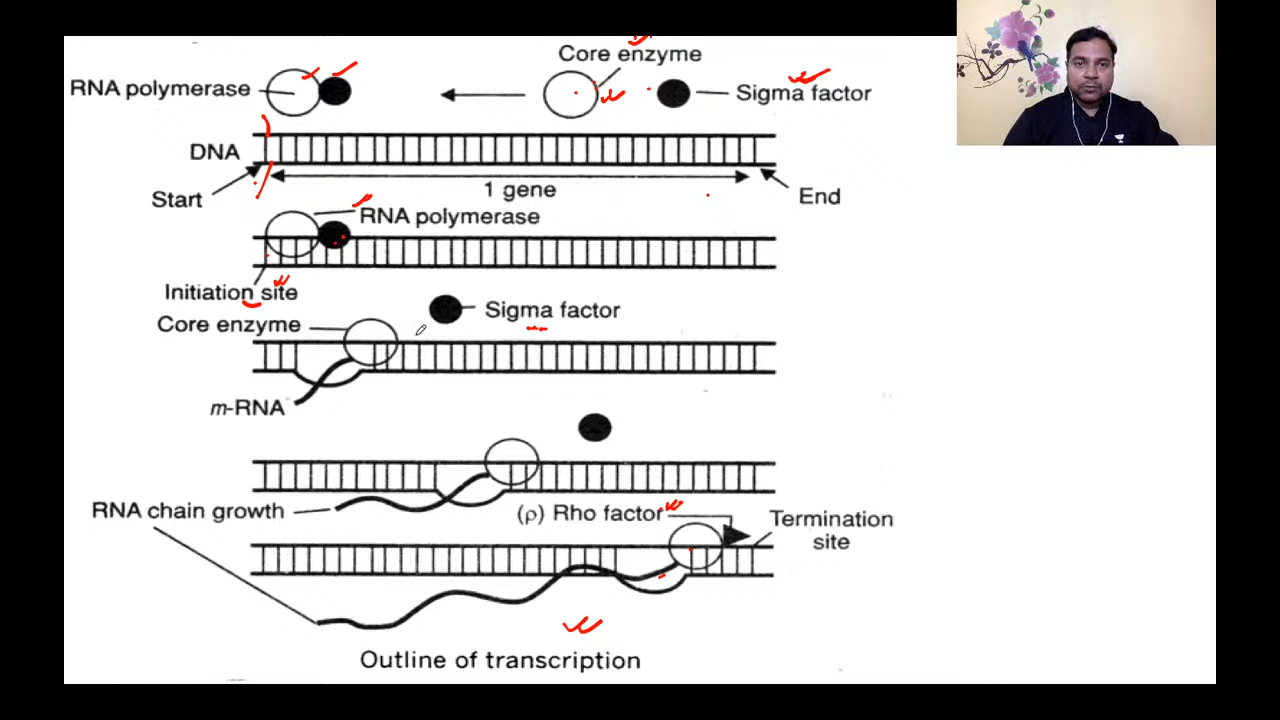 Core enzyme
RNA polymerase
Sigma factor
DNA
1 gene
Start
End
RNA polymerase
Initiation site
Sigma factor
Core enzyme
m-RNA
RNA chain growth
(ρ) Rho factor
Termination
site
Outline of transcription